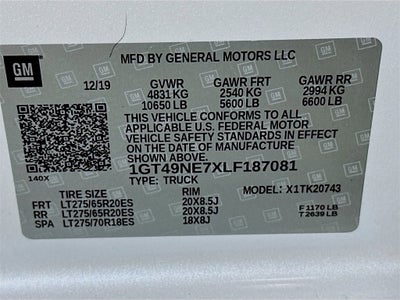 GM
MFD BY GENERAL MOTORS LLC
12/19 GVWR GAWR FRT GAWR RR
4831 KG 2540 KG 2994 KG
10650 LB 5600 LB 6600 LB
THIS VEHICLE CONFORMS TO ALL
APPLICABLE U.S. FEDERAL MOTOR
VEHICLE SAFETY STANDARDS IN EFFECT
ON THE DATE OF MANUFACTURE
SHOWN ABOVE.
1GT49NE7XLF187081
140X TYPE: TRUCK MODEL: X1TK20743
TIRE SIZE RIM
FRT LT275/65R20ES 20X8.5J
RR LT275/65R20ES 20X8.5J
SPA LT275/70R18ES 18X8J
F 1170 LB
T 2639 LB